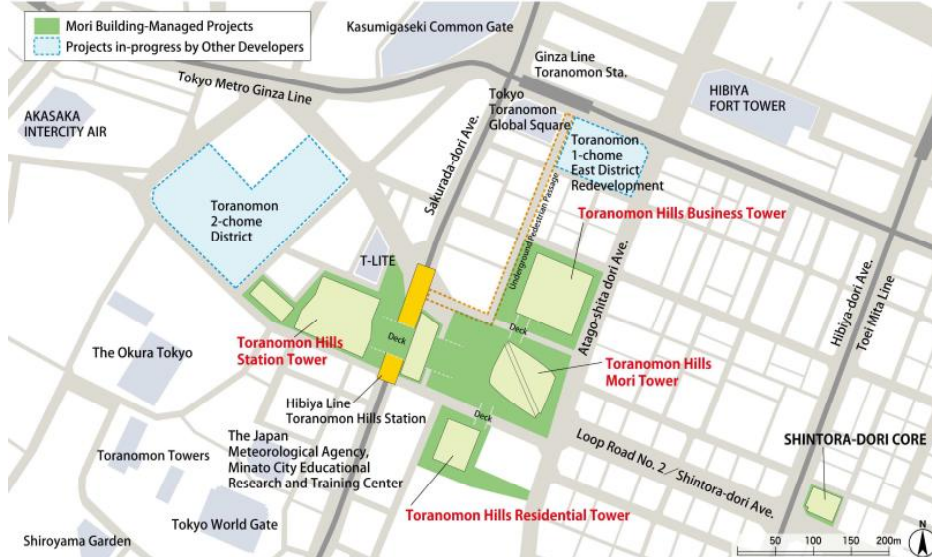 Mori Building-Managed Projects
Projects in-progress by Other Developers
Kasumigaseki Common Gate
Ginza Line
Toranomon Sta.
Tokyo Metro Ginza Line
Tokyo
Toranomon
Global Square
HIBIYA
FORT TOWER
AKASAKA
INTERCITY AIR
Sakurada-dori Ave.
Toranomon
1-chome
East District
Redevelopment
Underground Pedestrian Passage
Toranomon
2-chome
District
Toranomon Hills Business Tower
T-LITE
Atago-shita dori Ave.
Hibiya-dori Ave.
Toei Mita Line
Deck
Deck
Toranomon Hills
Station Tower
The Okura Tokyo
Toranomon Hills
Mori Tower
Hibiya Line
Toranomon Hills Station
Deck
The Japan
Meteorological Agency,
Minato City Educational
Research and Training Center
Loop Road No. 2／Shintora-dori Ave.
SHINTORA-DORI CORE
Toranomon Towers
Toranomon Hills Residential Tower
Tokyo World Gate
Shiroyama Garden
50 100 150 200m
N